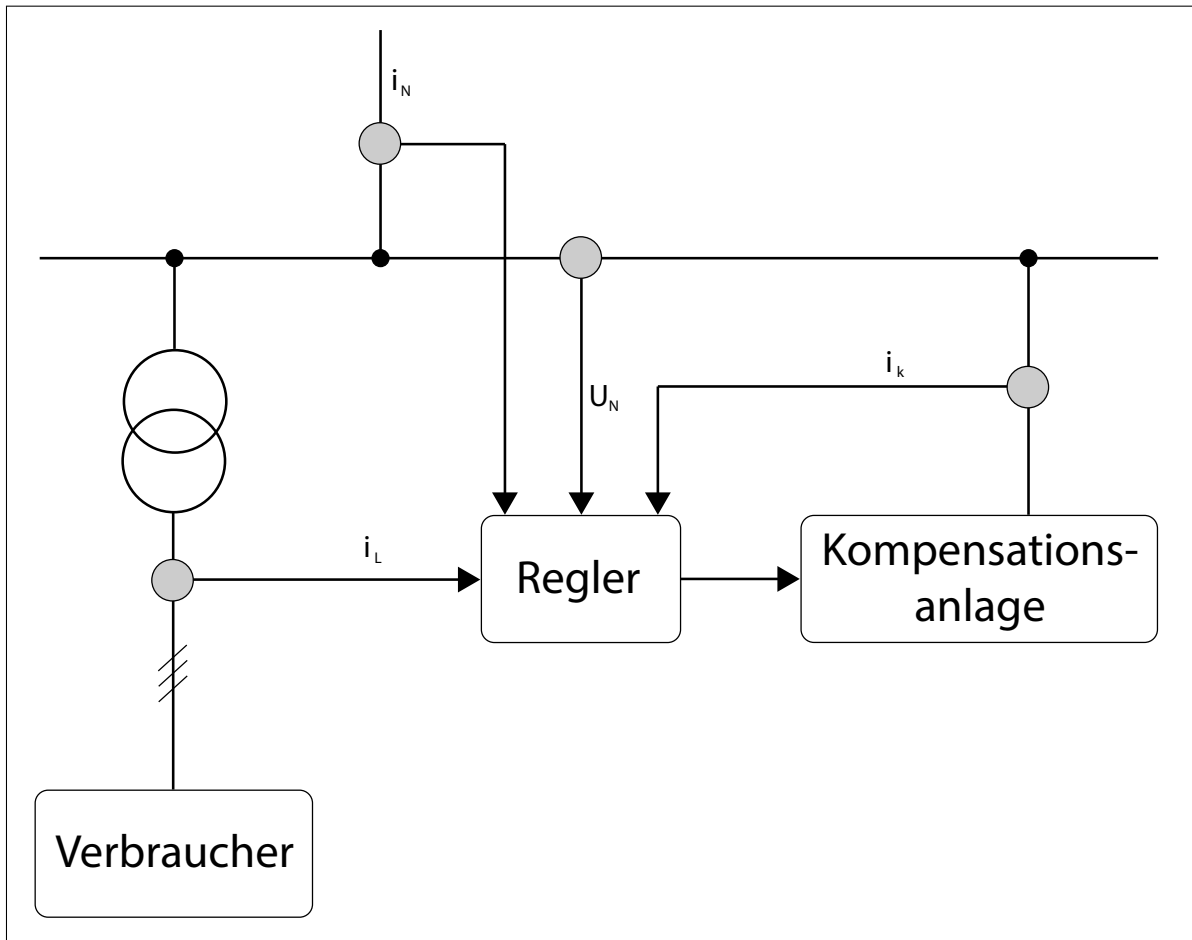 i_N
U_N
i_k
i_L
Regler
Kompensations-
anlage
Verbraucher